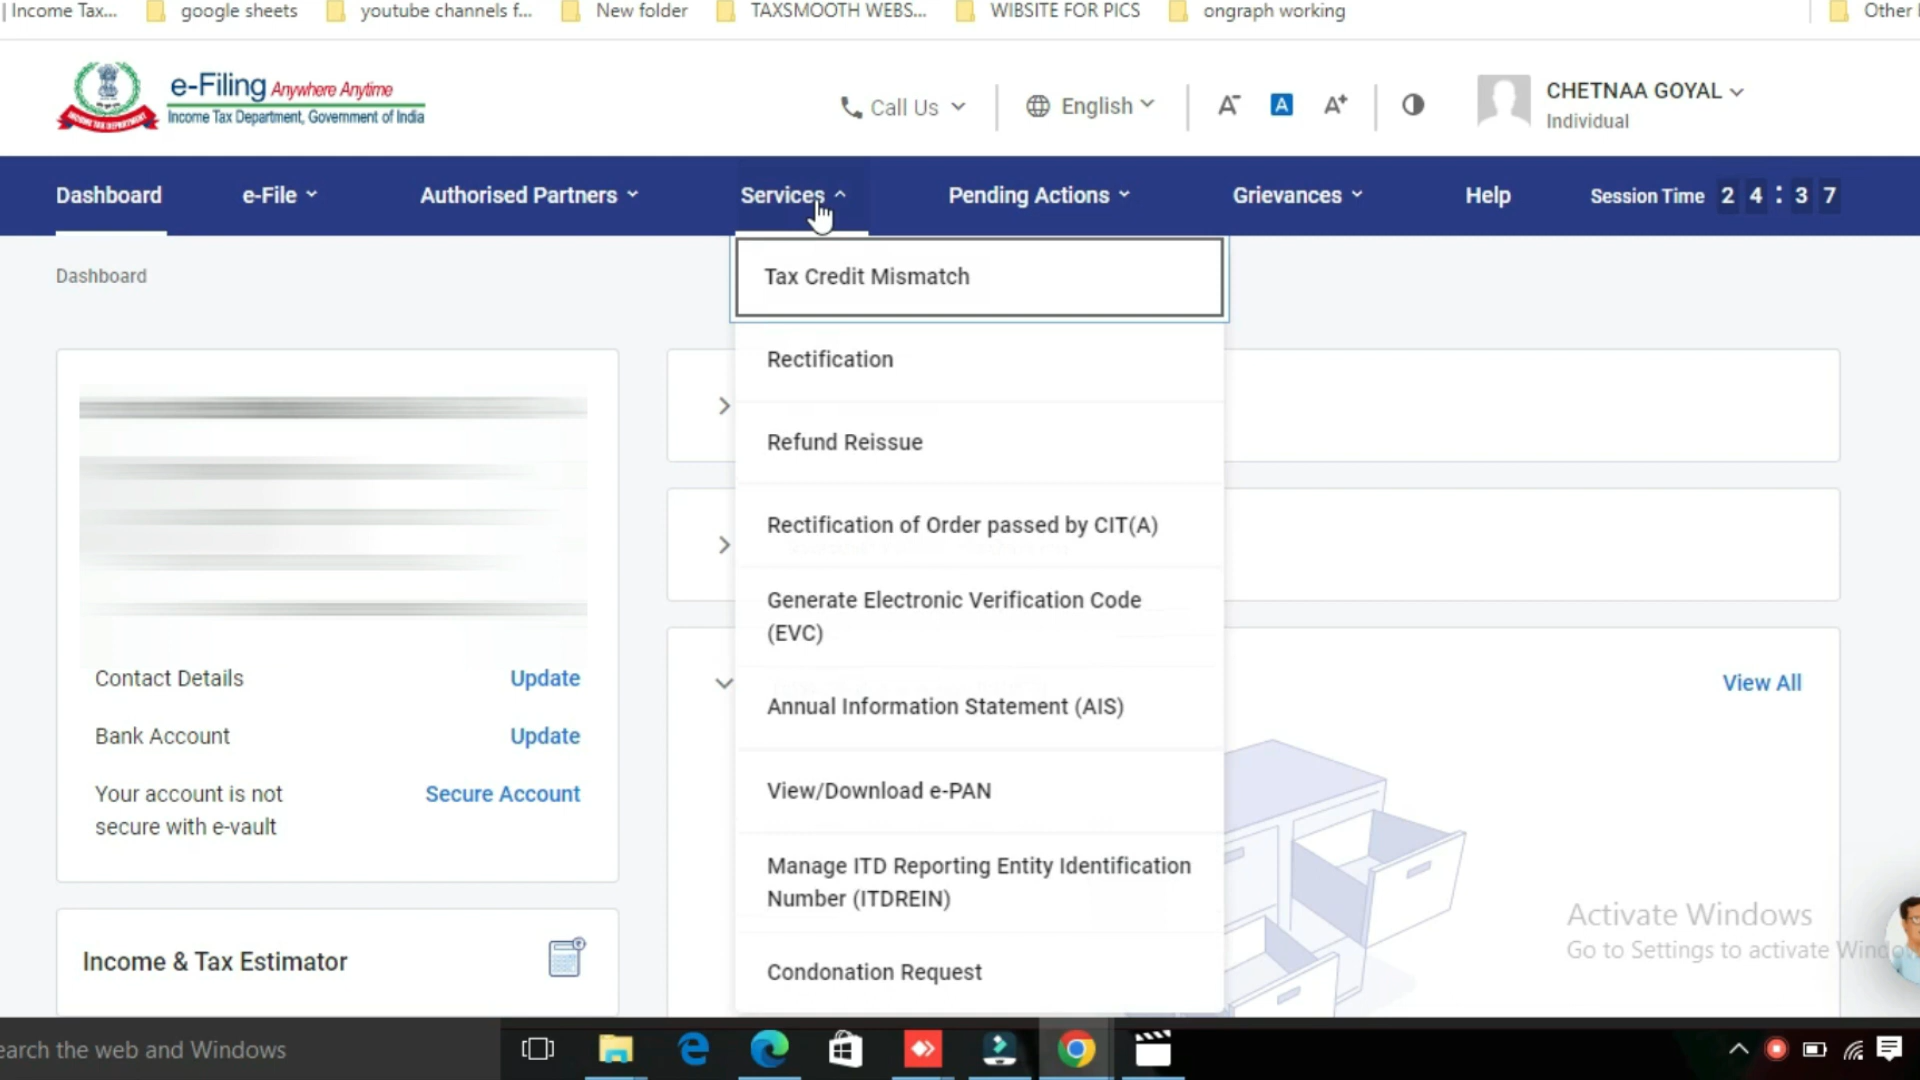 | Income Tax...
google sheets
youtube channels f...
New folder
TAXSMOOTH WEBS...
WIBSITE FOR PICS
ongraph working
Other
e-Filing Anywhere Anytime
Income Tax Department, Government of India
Call Us
English
A-
A
A+
CHETNAA GOYAL
Individual
Dashboard
e-File
Authorised Partners
Services
Pending Actions
Grievances
Help
Session Time 24:37
Dashboard
Tax Credit Mismatch
Rectification
Refund Reissue
Rectification of Order passed by CIT(A)
Generate Electronic Verification Code
(EVC)
Annual Information Statement (AIS)
View/Download e-PAN
Manage ITD Reporting Entity Identification
Number (ITDREIN)
Condonation Request
Contact Details
Update
Bank Account
Update
Your account is not
secure with e-vault
Secure Account
Income & Tax Estimator
View All
Activate Windows
Go to Settings to activate Windo
earch the web and Windows